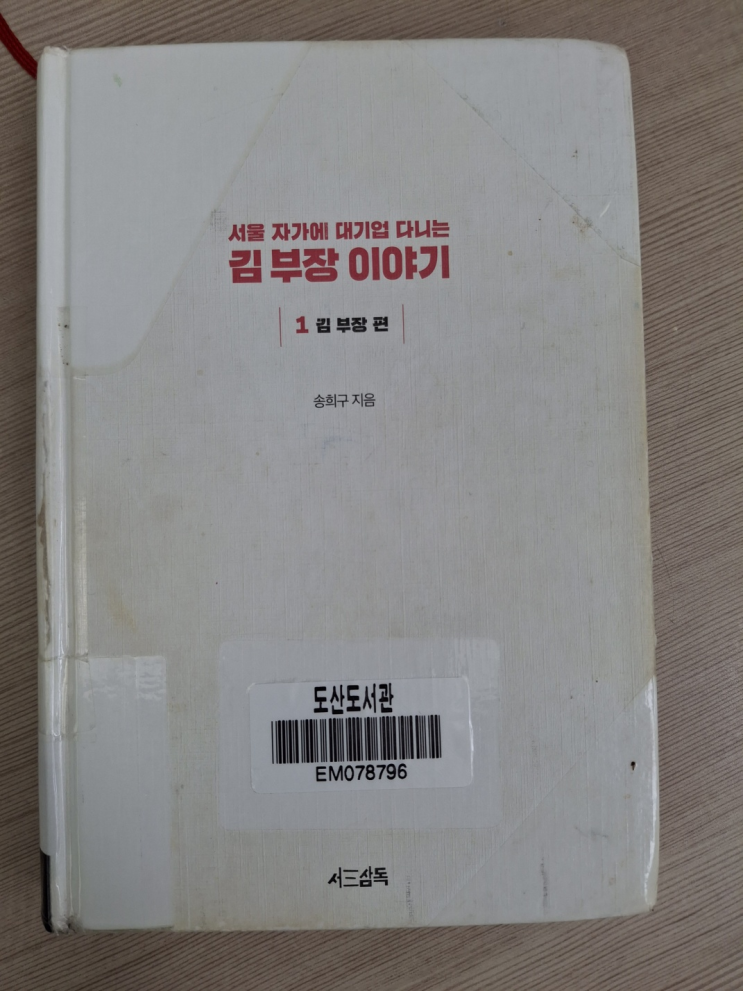 서울 자가에 대기업 다니는
김 부장 이야기
1 김 부장 편
송희구 지음
도산도서관
EM078796
서三삼독